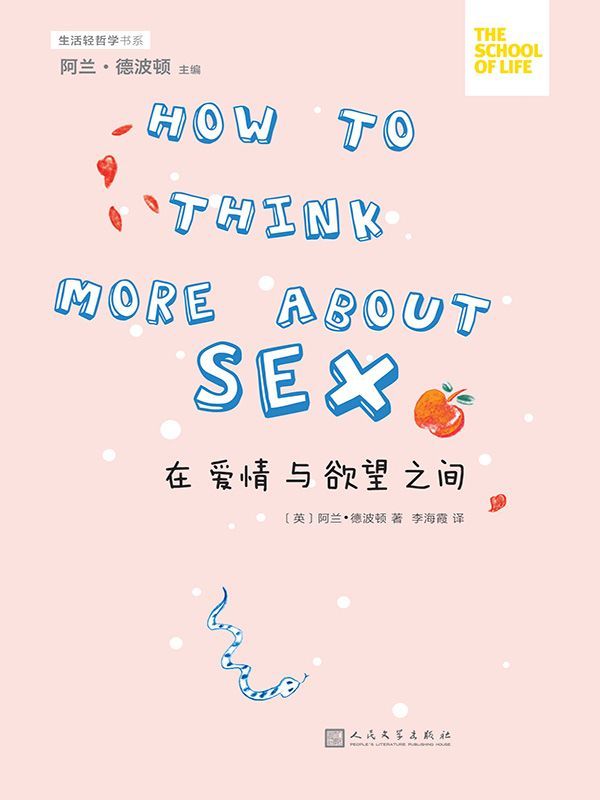 生活轻哲学书系
阿兰·德波顿 主编
THE
SCHOOL
OF LIFE
HOW TO
THINK
MORE ABOUT
SEX
在爱情与欲望之间
[英]阿兰·德波顿 著 李海霞 译
人民文学出版社
PEOPLE'S LITERATURE PUBLISHING HOUSE